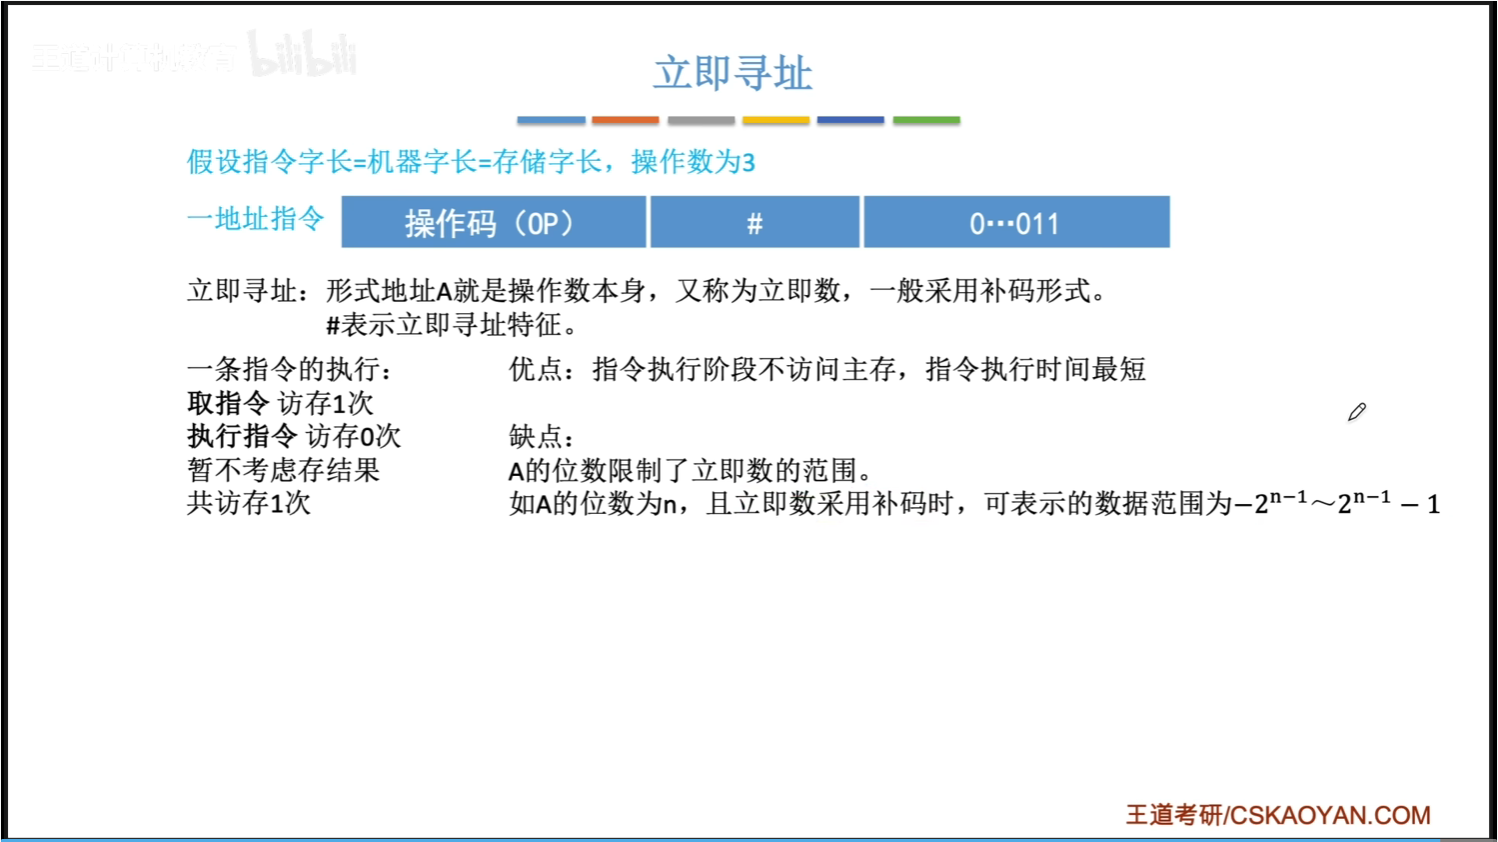 王道计算机教育 bilibili
立即寻址
假设指令字长=机器字长=存储字长，操作数为3
一地址指令 操作码（OP） # 0…011
立即寻址：形式地址A就是操作数本身，又称为立即数，一般采用补码形式。
#表示立即寻址特征。
一条指令的执行： 优点：指令执行阶段不访问主存，指令执行时间最短
取指令 访存1次
执行指令 访存0次 缺点：
暂不考虑存结果 A的位数限制了立即数的范围。
共访存1次 如A的位数为n，且立即数采用补码时，可表示的数据范围为−2ⁿ⁻¹～2ⁿ⁻¹ − 1
王道考研/CSKAOYAN.COM